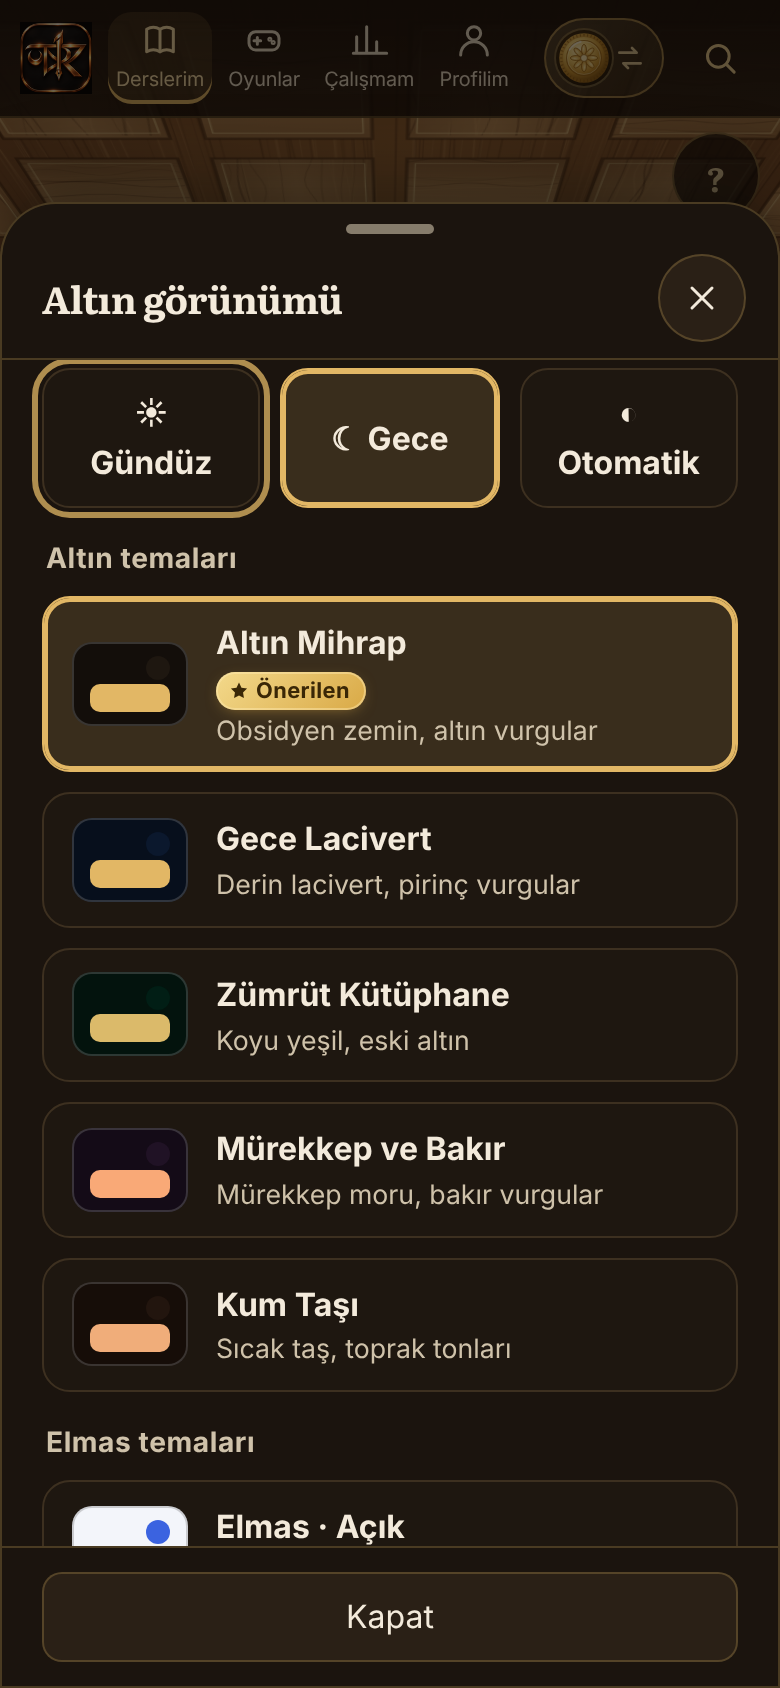 Derslerim
Oyunlar
Çalışmam
Profilim
?
Altın görünümü
Gündüz
Gece
Otomatik
Altın temaları
Altın Mihrap
Önerilen
Obsidyen zemin, altın vurgular
Gece Lacivert
Derin lacivert, pirinç vurgular
Zümrüt Kütüphane
Koyu yeşil, eski altın
Mürekkep ve Bakır
Mürekkep moru, bakır vurgular
Kum Taşı
Sıcak taş, toprak tonları
Elmas temaları
Elmas · Açık
Kapat